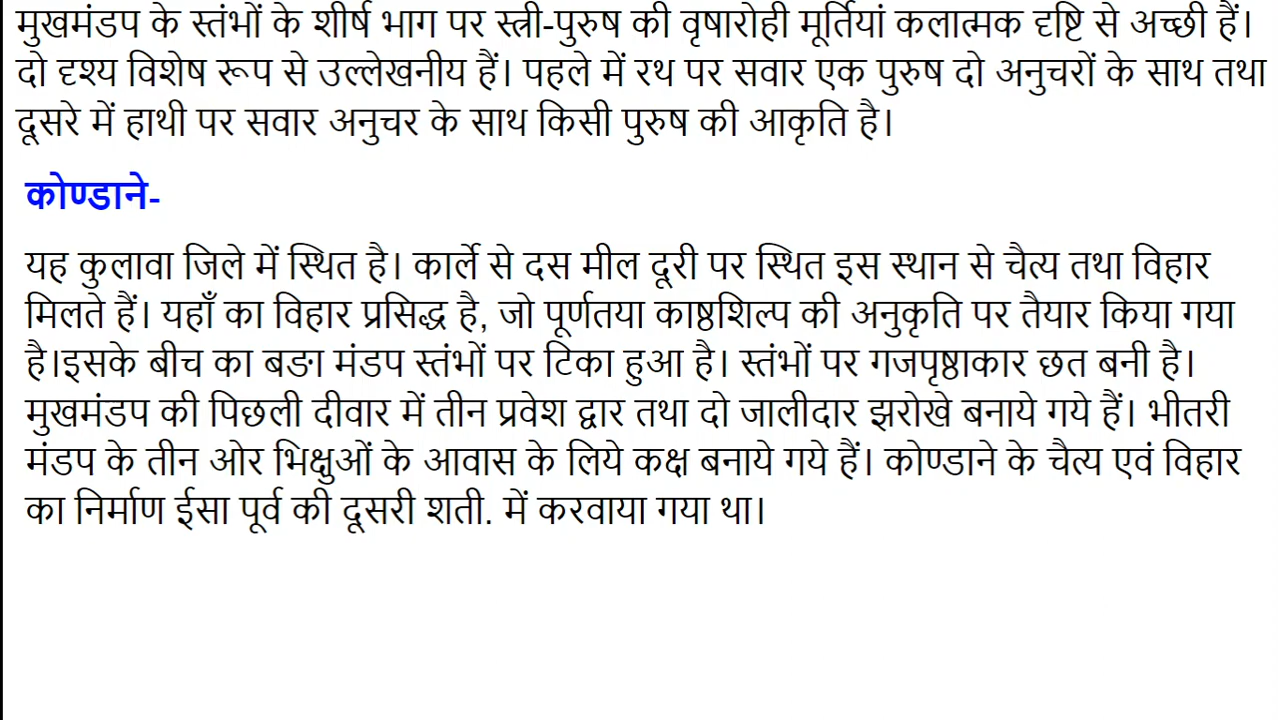 मुखमंडप के स्तंभों के शीर्ष भाग पर स्त्री-पुरुष की वृषारोही मूर्तियां कलात्मक दृष्टि से अच्छी हैं।
दो दृश्य विशेष रूप से उल्लेखनीय हैं। पहले में रथ पर सवार एक पुरुष दो अनुचरों के साथ तथा
दूसरे में हाथी पर सवार अनुचर के साथ किसी पुरुष की आकृति है।
कोण्डाने-
यह कुलावा जिले में स्थित है। कार्ले से दस मील दूरी पर स्थित इस स्थान से चैत्य तथा विहार
मिलते हैं। यहाँ का विहार प्रसिद्ध है, जो पूर्णतया काष्ठशिल्प की अनुकृति पर तैयार किया गया
है।इसके बीच का बङा मंडप स्तंभों पर टिका हुआ है। स्तंभों पर गजपृष्ठाकार छत बनी है।
मुखमंडप की पिछली दीवार में तीन प्रवेश द्वार तथा दो जालीदार झरोखे बनाये गये हैं। भीतरी
मंडप के तीन ओर भिक्षुओं के आवास के लिये कक्ष बनाये गये हैं। कोण्डाने के चैत्य एवं विहार
का निर्माण ईसा पूर्व की दूसरी शती. में करवाया गया था।